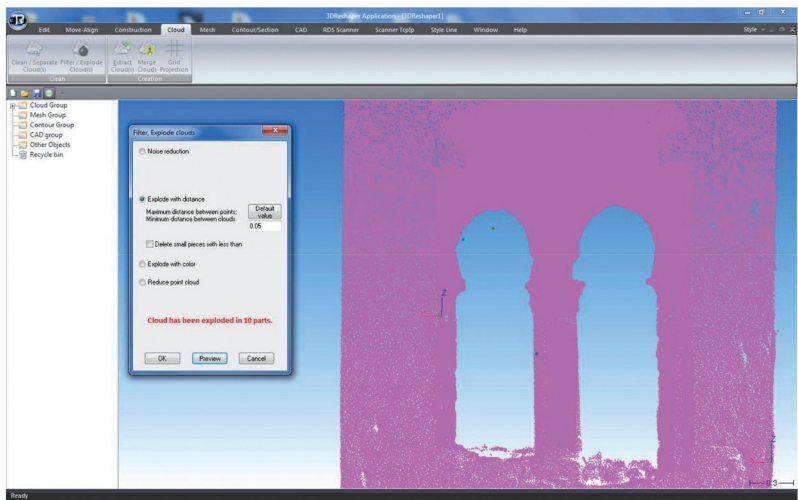 3DReshaper Application - [3DReshaper1]
3R
Edit Move-Align Construction Cloud Mesh Contour/Section CAD RDS Scanner Scanner Tcplp Style Line Window Help Style
Clean / Separate Filter / Explode Extract Merge Grid
Cloud(s) Cloud(s) Cloud(s) Clouds Projection
Clean Creation
Cloud Group
Mesh Group
Contour Group
CAD group
Other Objects
Recycle bin
Filter, Explode clouds
Noise reduction
Explode with distance
Maximum distance between points;
Mininum distance between clouds
Default
value
0.05
Delete small pieces with less than
Explode with color
Reduce point cloud
Cloud has been exploded in 10 parts.
OK Preview Cancel
Z
Z
0.3
Ready